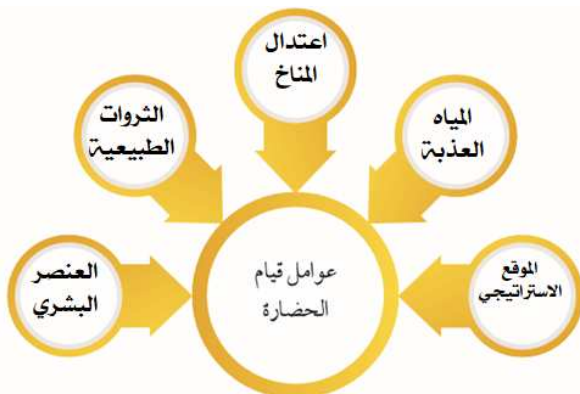 اعتدال
المناخ
المياه
العذبة
الثروات
الطبيعية
الموقع
الاستراتيجي
العنصر
البشري
عوامل قيام
الحضارة